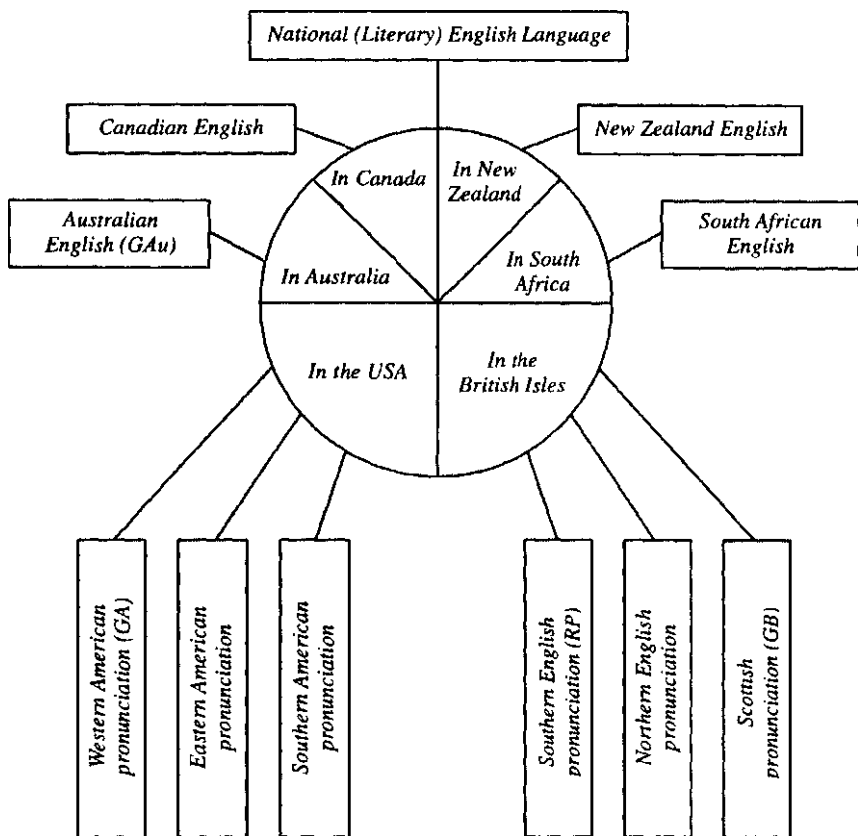 National (Literary) English Language
Canadian English
New Zealand English
Australian
English (GAu)
South African
English
In Canada
In New
Zealand
In Australia
In South
Africa
In the USA
In the
British Isles
Western American
pronunciation (GA)
Eastern American
pronunciation
Southern American
pronunciation
Southern English
pronunciation (RP)
Northern English
pronunciation
Scottish
pronunciation (GB)